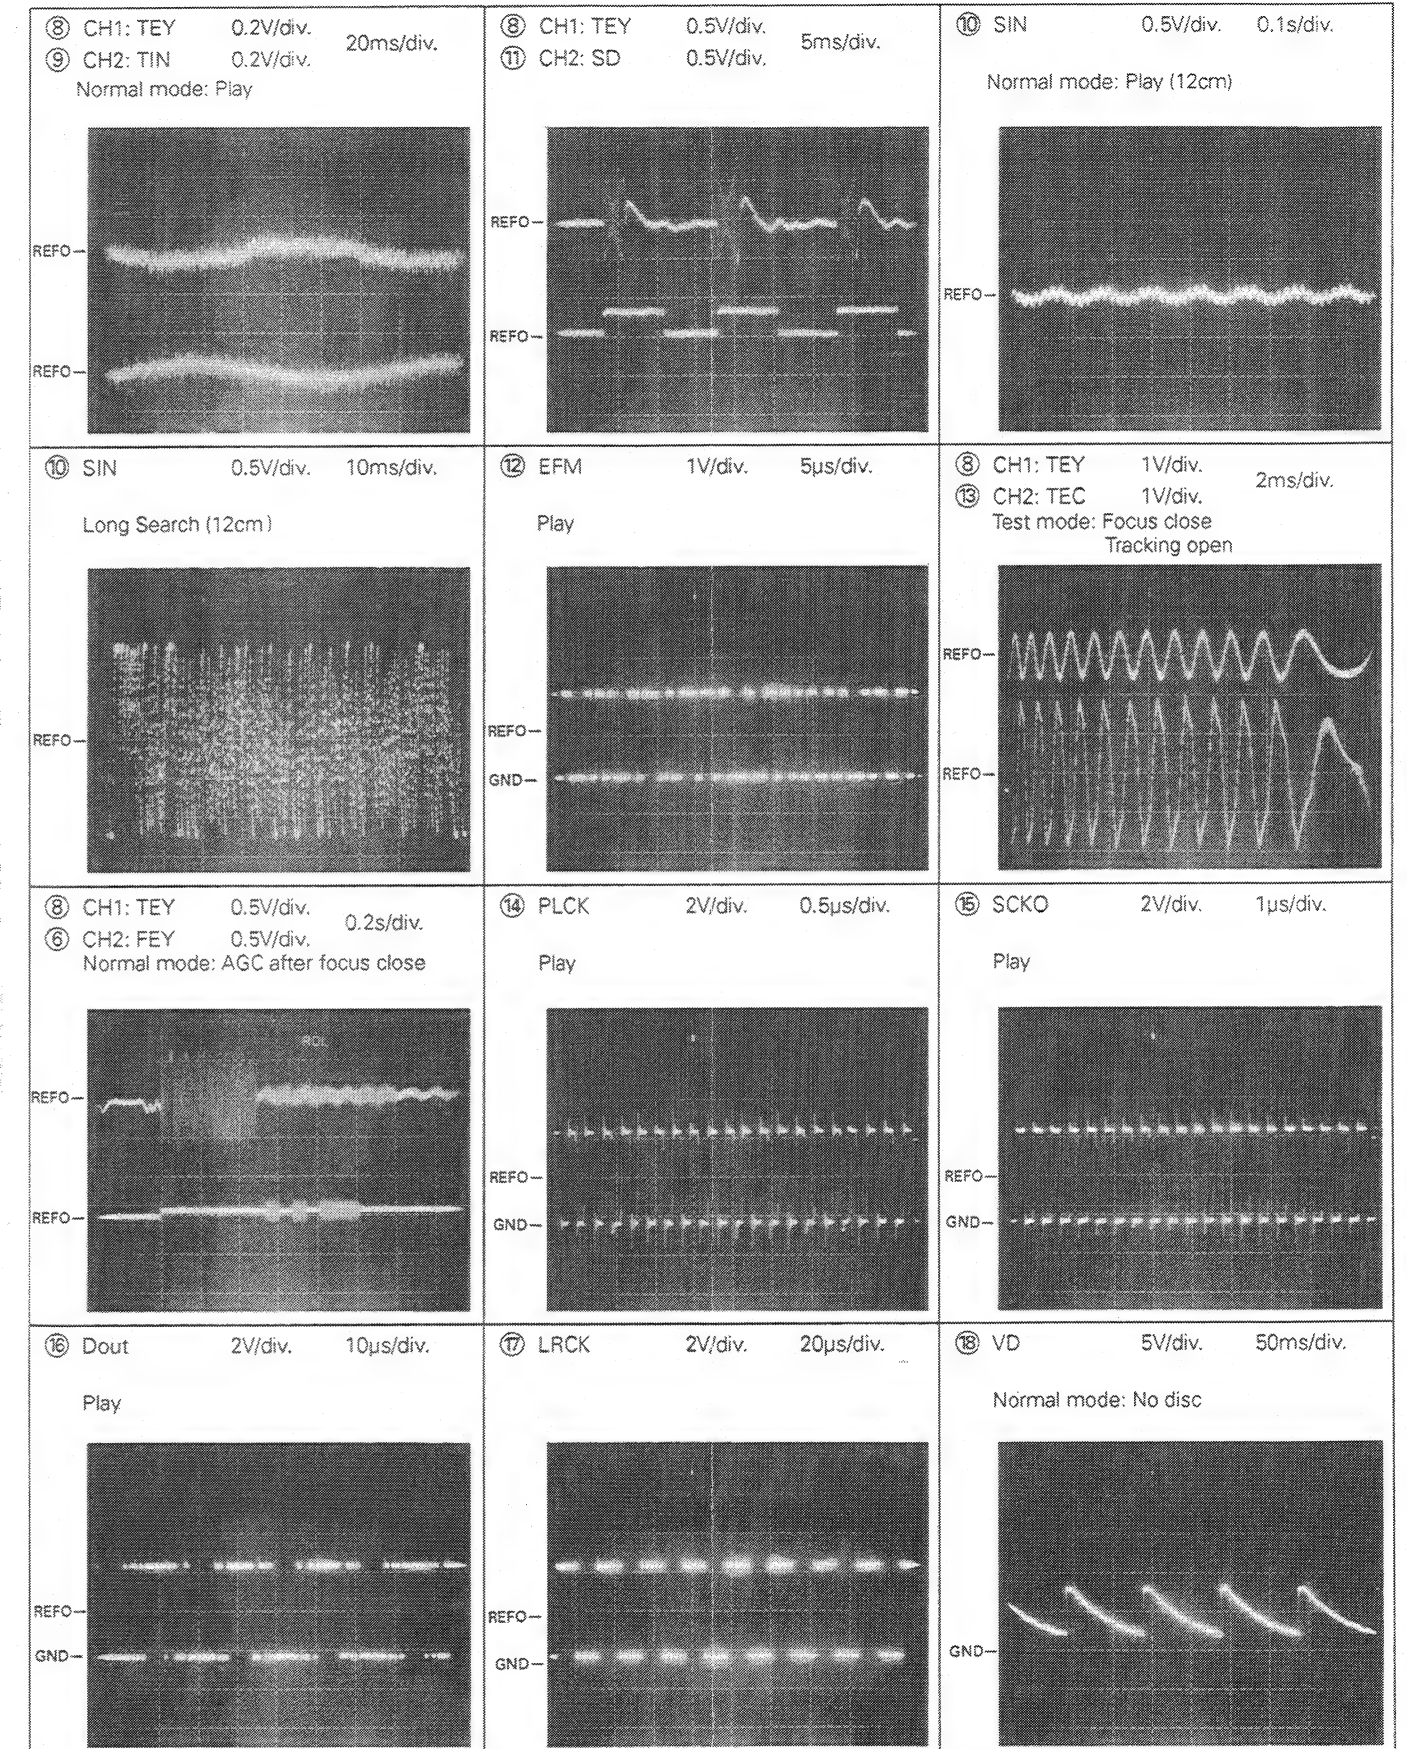 ⑧ CH1: TEY 0.2V/div. 20ms/div.
⑨ CH2: TIN 0.2V/div.
Normal mode: Play
REFO
REFO
⑧ CH1: TEY 0.5V/div. 5ms/div.
⑪ CH2: SD 0.5V/div.
REFO
REFO
⑩ SIN 0.5V/div. 0.1s/div.
Normal mode: Play (12cm)
REFO
⑩ SIN 0.5V/div. 10ms/div.
Long Search (12cm)
REFO
⑫ EFM 1V/div. 5µs/div.
Play
REFO
GND
⑧ CH1: TEY 1V/div. 2ms/div.
⑬ CH2: TEC 1V/div.
Test mode: Focus close
Tracking open
REFO
REFO
⑧ CH1: TEY 0.5V/div. 0.2s/div.
⑥ CH2: FEY 0.5V/div.
Normal mode: AGC after focus close
ROL
REFO
REFO
⑭ PLCK 2V/div. 0.5µs/div.
Play
REFO
GND
⑮ SCKO 2V/div. 1µs/div.
Play
REFO
GND
⑯ Dout 2V/div. 10µs/div.
Play
REFO
GND
⑰ LRCK 2V/div. 20µs/div.
REFO
GND
⑱ VD 5V/div. 50ms/div.
Normal mode: No disc
GND